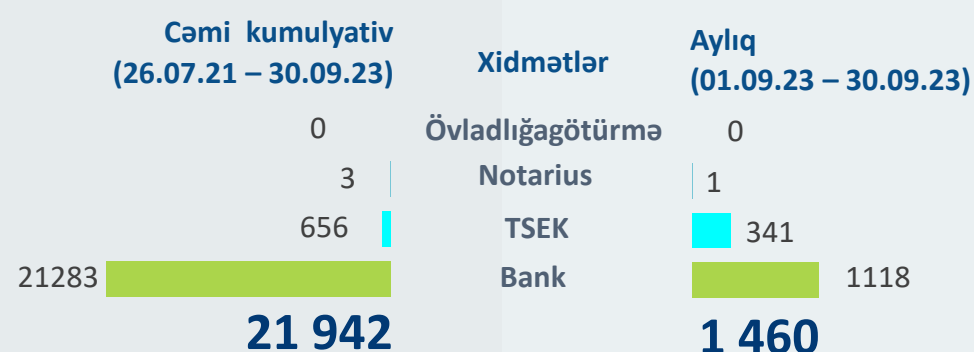 Cəmi kumulyativ
(26.07.21 – 30.09.23)
Xidmətlər
Aylıq
(01.09.23 – 30.09.23)
0 Övladlığagötürmə 0
3 Notarius 1
656 TSEK 341
21283 Bank 1118
21 942 1 460